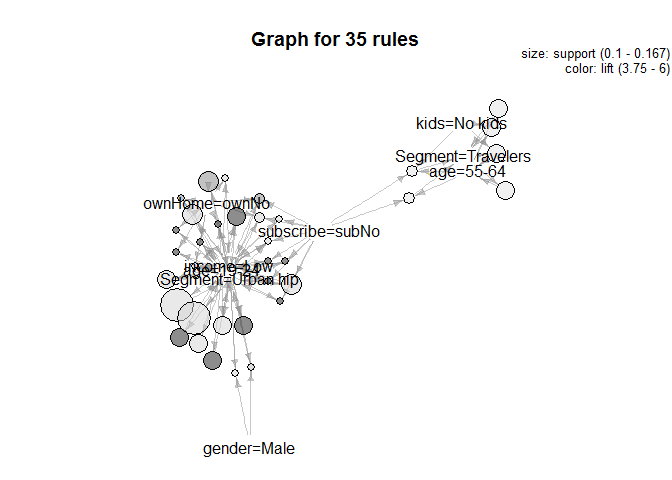 Graph for 35 rules
size: support (0.1 - 0.167)
color: lift (3.75 - 6)
kids=No kids
Segment=Travelers
age=55-64
ownHome=ownNo
subscribe=subNo
income=Low
age=19-24
Segment=Urban hip
gender=Male